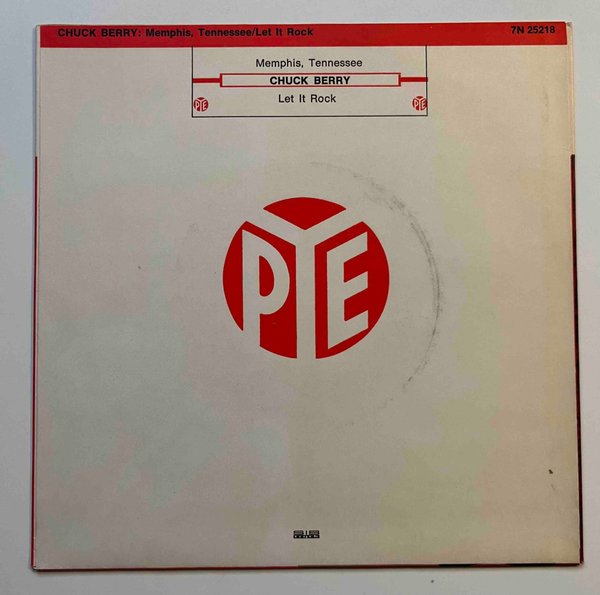 CHUCK BERRY: Memphis, Tennessee/Let It Rock 7N 25218
Memphis, Tennessee
CHUCK BERRY
PYE PYE
Let It Rock
PYE